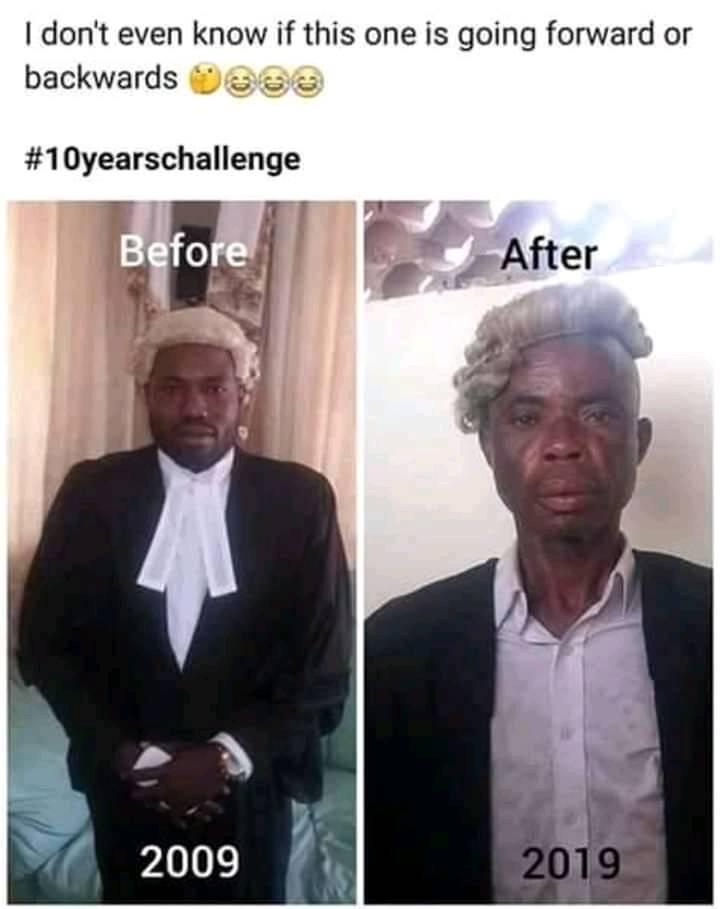 I don't even know if this one is going forward or
backwards 🤔😂😂😂
#10yearschallenge
Before
After
2009
2019